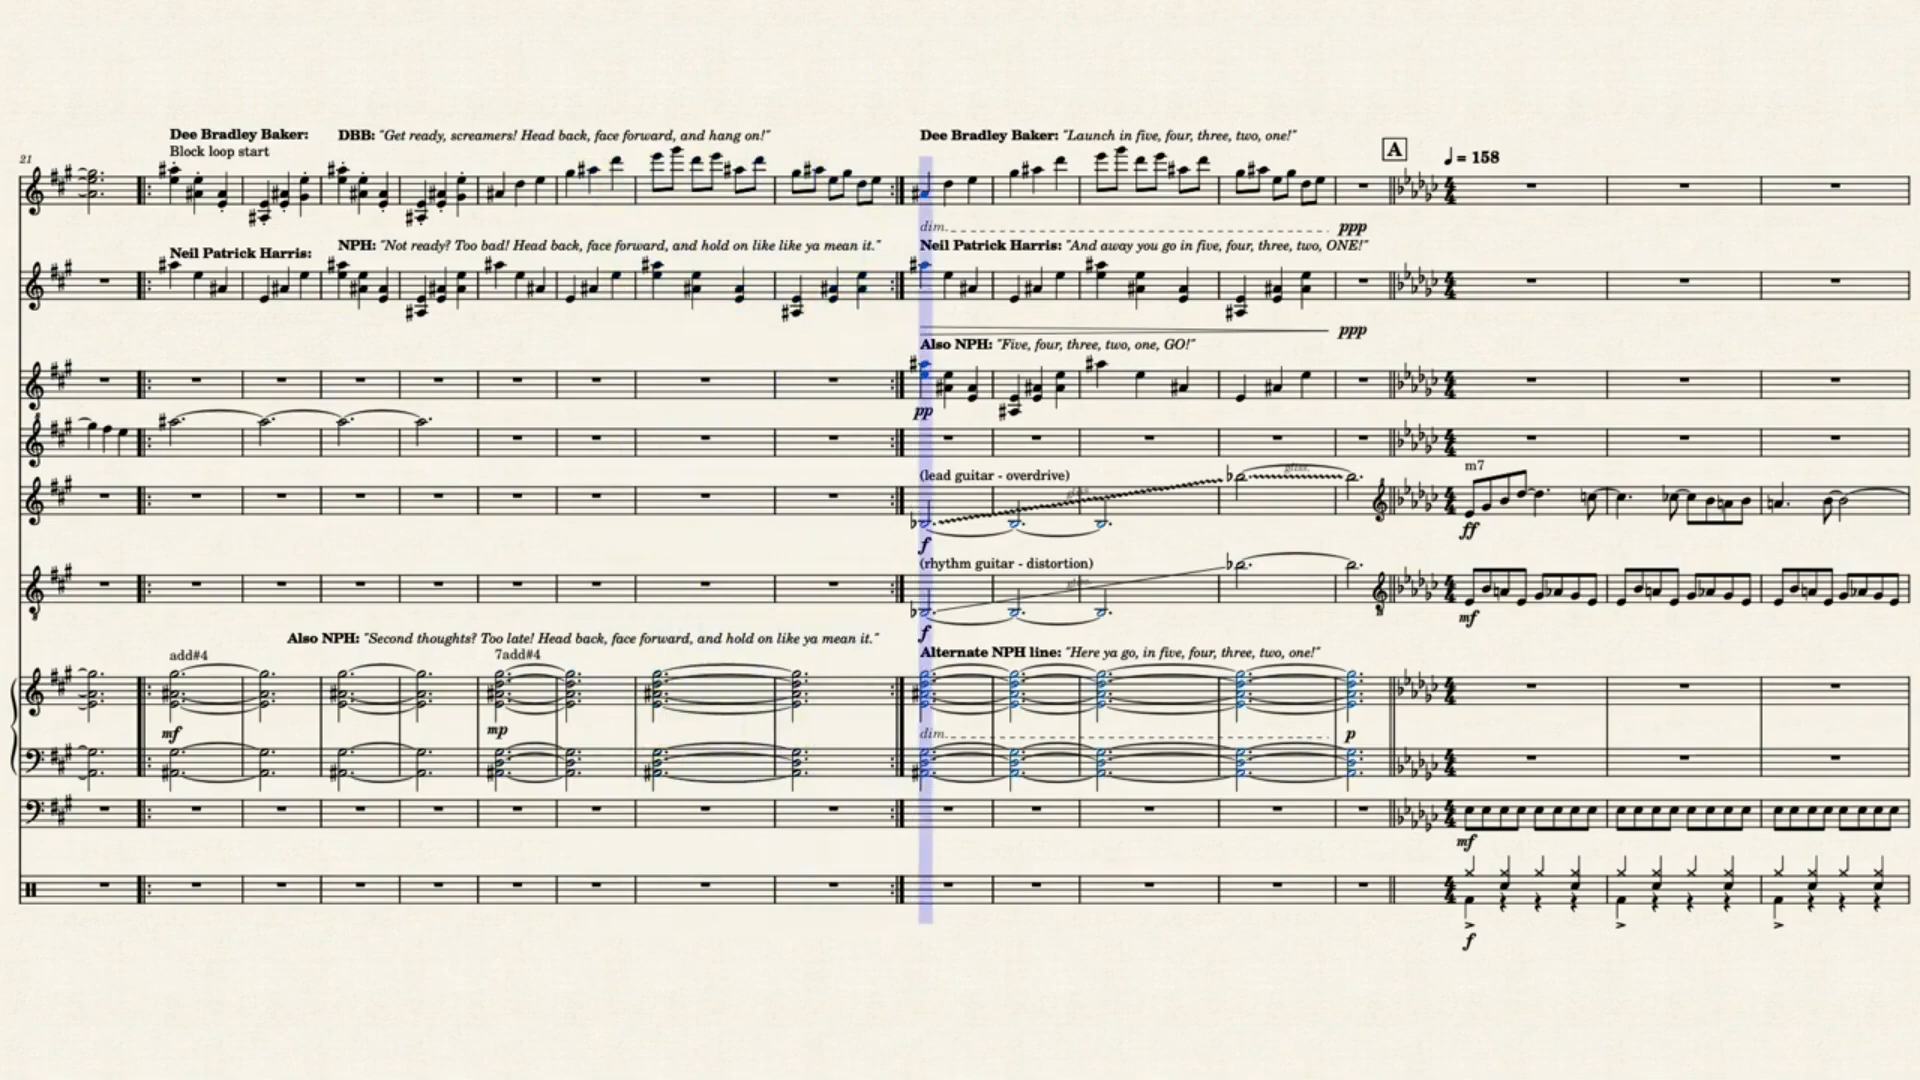 Dee Bradley Baker:
DBB: "Get ready, screamers! Head back, face forward, and hang on!"
Dee Bradley Baker: "Launch in five, four, three, two, one!"
Block loop start
A
= 158
21
dim.
ppp
Neil Patrick Harris:
NPH: "Not ready? Too bad! Head back, face forward, and hold on like like ya mean it."
Neil Patrick Harris: "And away you go in five, four, three, two, ONE!"
ppp
Also NPH: "Five, four, three, two, one, GO!"
pp
(lead guitar - overdrive)
gliss.
m7
f
ff
(rhythm guitar - distortion)
f
mf
Also NPH: "Second thoughts? Too late! Head back, face forward, and hold on like ya mean it."
Alternate NPH line: "Here ya go, in five, four, three, two, one!"
add#4
7add#4
mf
mp
dim.
p
mf
f